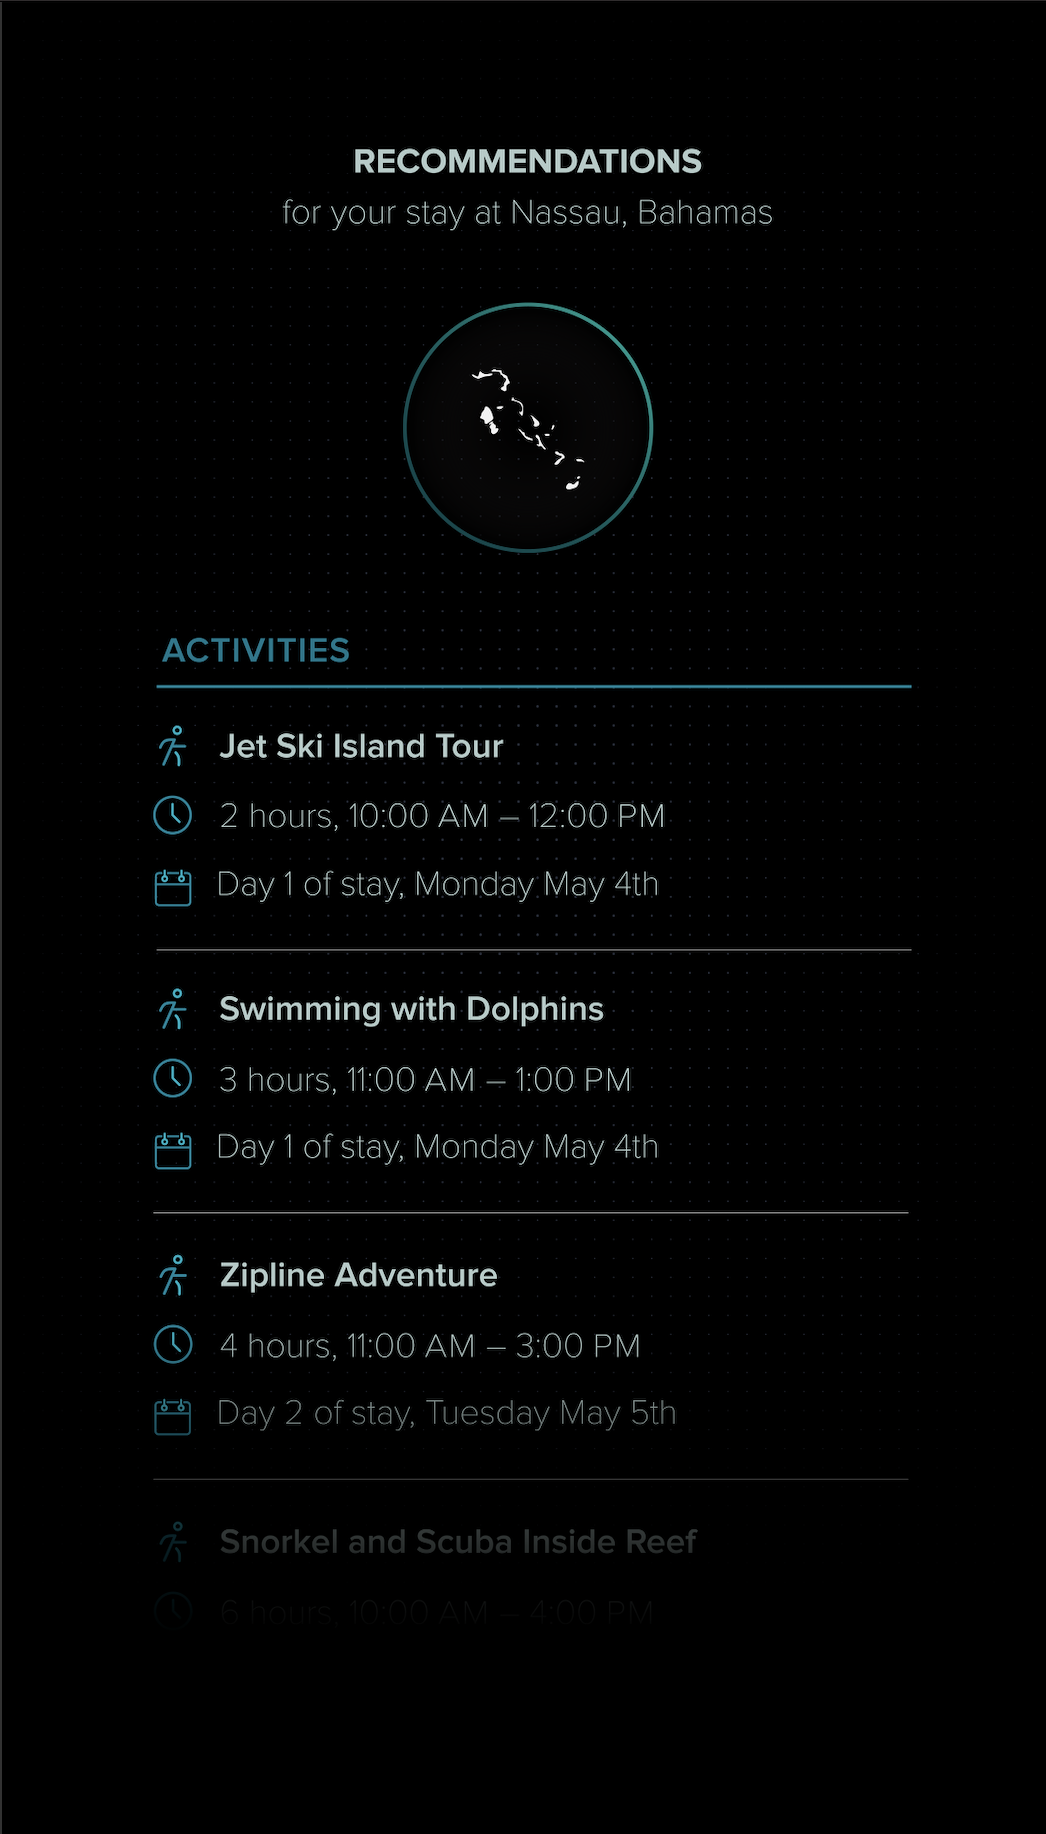 RECOMMENDATIONS
for your stay at Nassau, Bahamas
ACTIVITIES
Jet Ski Island Tour
2 hours, 10:00 AM – 12:00 PM
Day 1 of stay, Monday May 4th
Swimming with Dolphins
3 hours, 11:00 AM – 1:00 PM
Day 1 of stay, Monday May 4th
Zipline Adventure
4 hours, 11:00 AM – 3:00 PM
Day 2 of stay, Tuesday May 5th
Snorkel and Scuba Inside Reef
6 hours, 10:00 AM – 4:00 PM